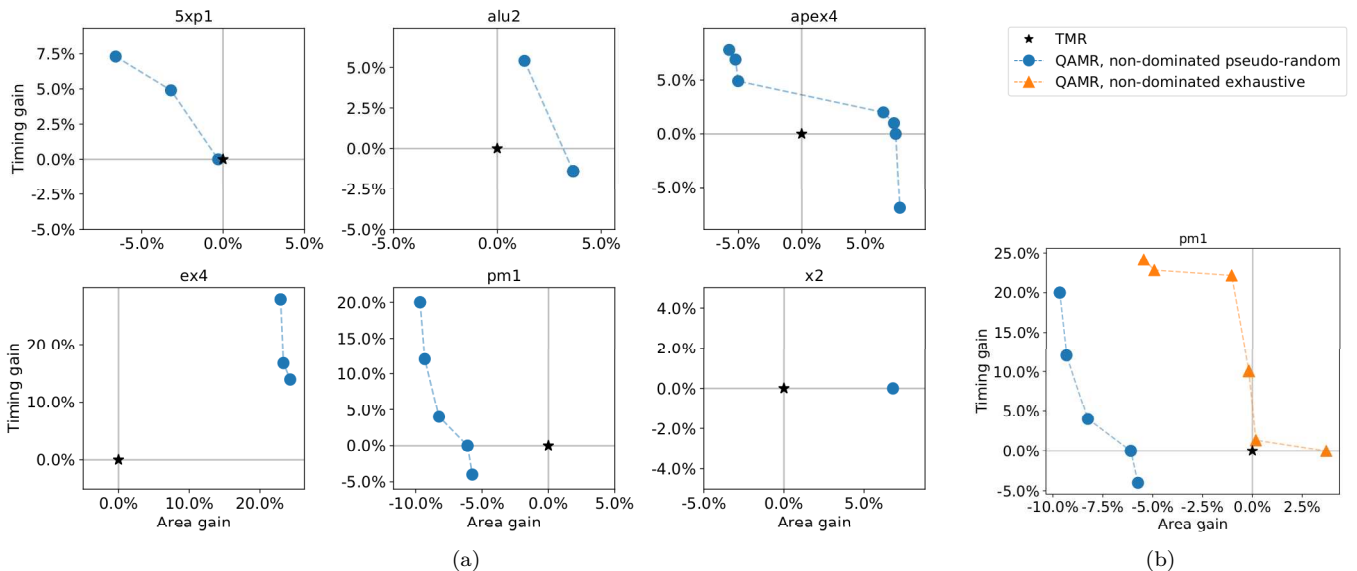 5xp1
7.5%
5.0%
2.5%
0.0%
-2.5%
-5.0%
Timing gain
-5.0% 0.0% 5.0%
alu2
5.0%
2.5%
0.0%
-2.5%
-5.0%
-5.0% 0.0% 5.0%
apex4
5.0%
0.0%
-5.0%
-5.0% 0.0% 5.0%
TMR
QAMR, non-dominated pseudo-random
QAMR, non-dominated exhaustive
ex4
20.0%
10.0%
0.0%
Timing gain
0.0% 20.0%
Area gain
pm1
20.0%
15.0%
10.0%
5.0%
0.0%
-5.0%
-10.0% -5.0% 0.0% 5.0%
Area gain
x2
4.0%
2.0%
0.0%
-2.0%
-4.0%
-5.0% 0.0% 5.0%
Area gain
pm1
25.0%
20.0%
15.0%
10.0%
5.0%
0.0%
-5.0%
Timing gain
-10.0% -7.5% -5.0% -2.5% 0.0% 2.5%
Area gain
(a)
(b)